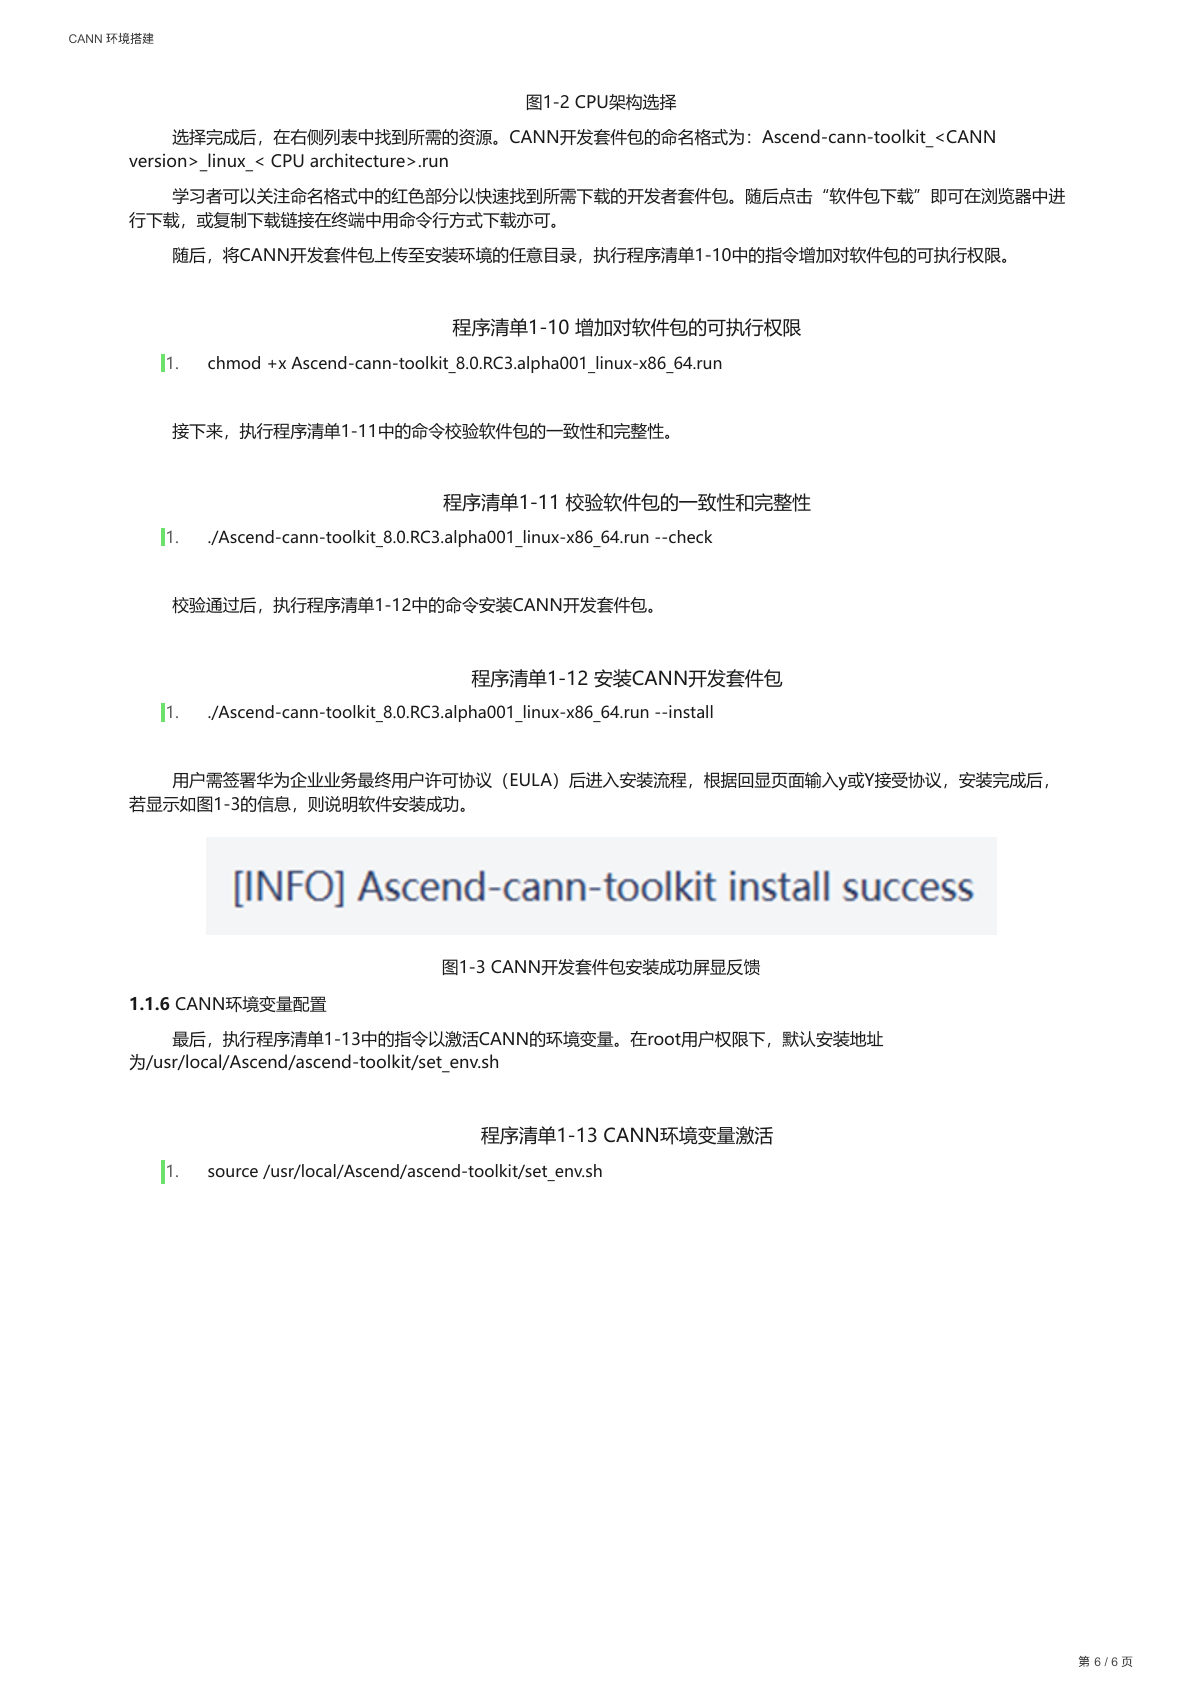 CANN 环境搭建
图1-2 CPU架构选择
选择完成后，在右侧列表中找到所需的资源。CANN开发套件包的命名格式为：Ascend-cann-toolkit_<CANN
version>_linux_< CPU architecture>.run
学习者可以关注命名格式中的红色部分以快速找到所需下载的开发者套件包。随后点击“软件包下载”即可在浏览器中进
行下载，或复制下载链接在终端中用命令行方式下载亦可。
随后，将CANN开发套件包上传至安装环境的任意目录，执行程序清单1-10中的指令增加对软件包的可执行权限。
程序清单1-10 增加对软件包的可执行权限
1. chmod +x Ascend-cann-toolkit_8.0.RC3.alpha001_linux-x86_64.run
接下来，执行程序清单1-11中的命令校验软件包的一致性和完整性。
程序清单1-11 校验软件包的一致性和完整性
1. ./Ascend-cann-toolkit_8.0.RC3.alpha001_linux-x86_64.run --check
校验通过后，执行程序清单1-12中的命令安装CANN开发套件包。
程序清单1-12 安装CANN开发套件包
1. ./Ascend-cann-toolkit_8.0.RC3.alpha001_linux-x86_64.run --install
用户需签署华为企业业务最终用户许可协议（EULA）后进入安装流程，根据回显页面输入y或Y接受协议，安装完成后，
若显示如图1-3的信息，则说明软件安装成功。
[INFO] Ascend-cann-toolkit install success
图1-3 CANN开发套件包安装成功屏显反馈
1.1.6 CANN环境变量配置
最后，执行程序清单1-13中的指令以激活CANN的环境变量。在root用户权限下，默认安装地址
为/usr/local/Ascend/ascend-toolkit/set_env.sh
程序清单1-13 CANN环境变量激活
1. source /usr/local/Ascend/ascend-toolkit/set_env.sh
第 6 / 6 页